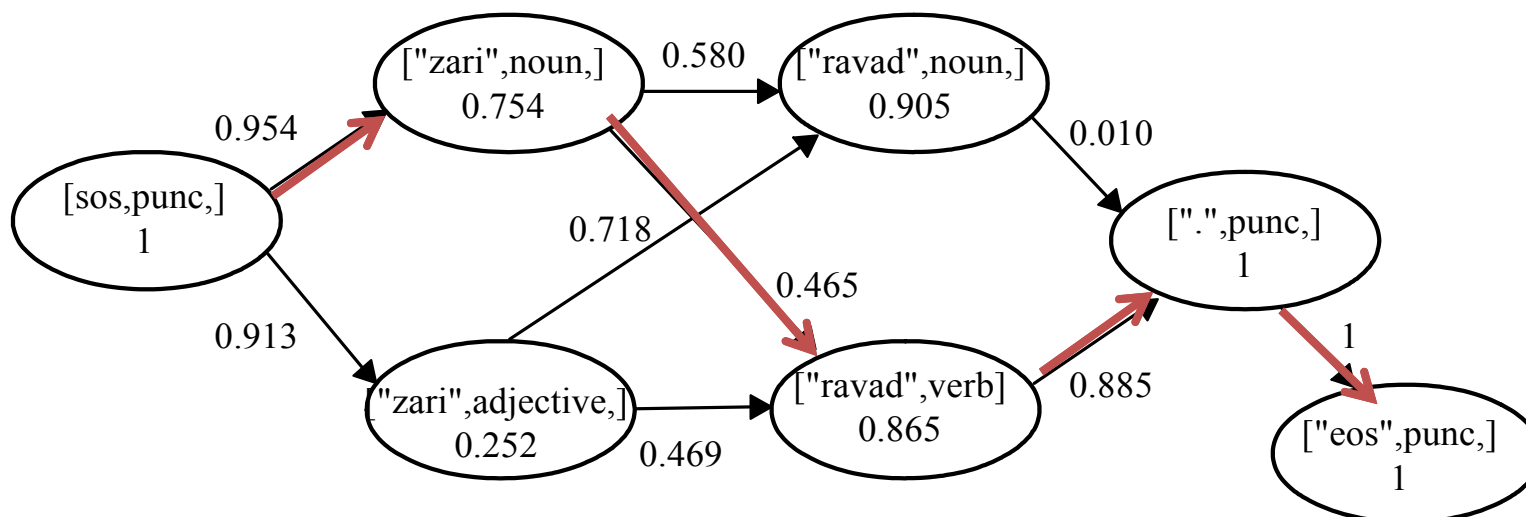 ["zari",noun,]
0.754
0.580
["ravad",noun,]
0.905
0.954
0.010
[sos,punc,]
1
0.718
[".",punc,]
1
0.465
0.913
1
["zari",adjective,]
0.252
0.469
["ravad",verb]
0.865
0.885
["eos",punc,]
1